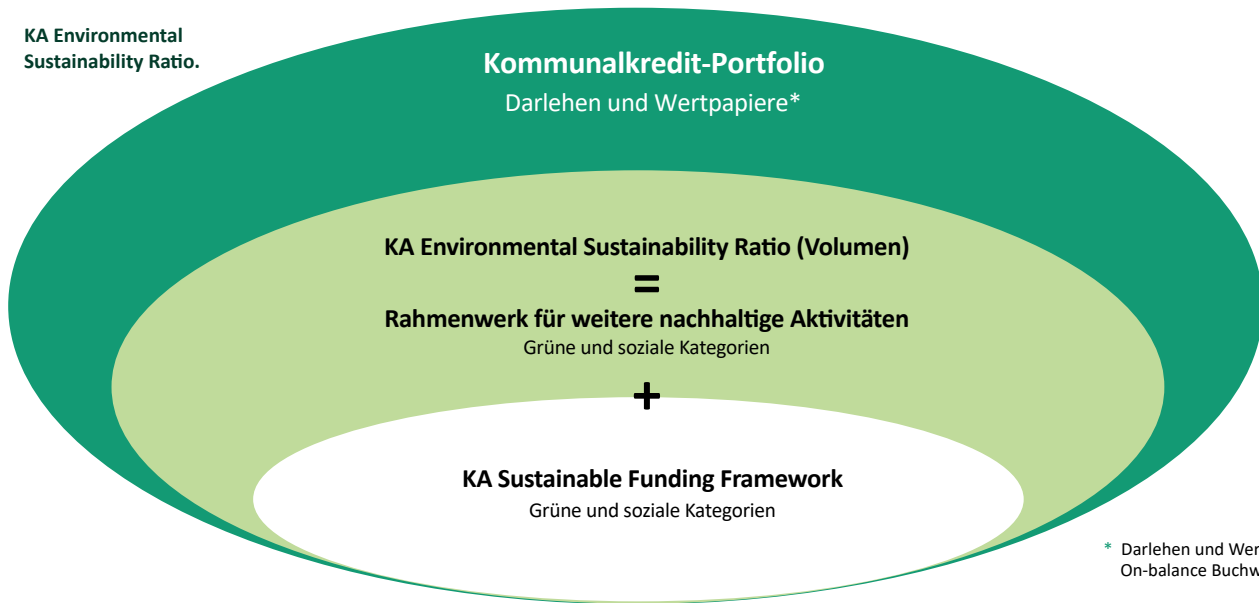 KA Environmental
Sustainability Ratio.
Kommunalkredit-Portfolio
Darlehen und Wertpapiere*
KA Environmental Sustainability Ratio (Volumen)
=
Rahmenwerk für weitere nachhaltige Aktivitäten
Grüne und soziale Kategorien
+
KA Sustainable Funding Framework
Grüne und soziale Kategorien
* Darlehen und
On-balance